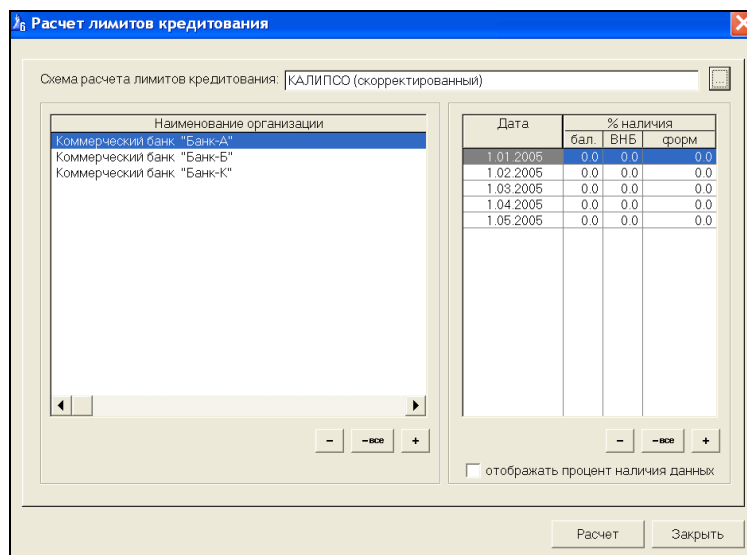 Расчет лимитов кредитования
Схема расчета лимитов кредитования: КАЛИПСО (скорректированный) ...
Наименование организации
Коммерческий банк "Банк-А"
Коммерческий банк "Банк-Б"
Коммерческий банк "Банк-К"
- -все +
Дата % наличия
бал. ВНБ форм
1.01.2005 0.0 0.0 0.0
1.02.2005 0.0 0.0 0.0
1.03.2005 0.0 0.0 0.0
1.04.2005 0.0 0.0 0.0
1.05.2005 0.0 0.0 0.0
- -все +
отображать процент наличия данных
Расчет Закрыть